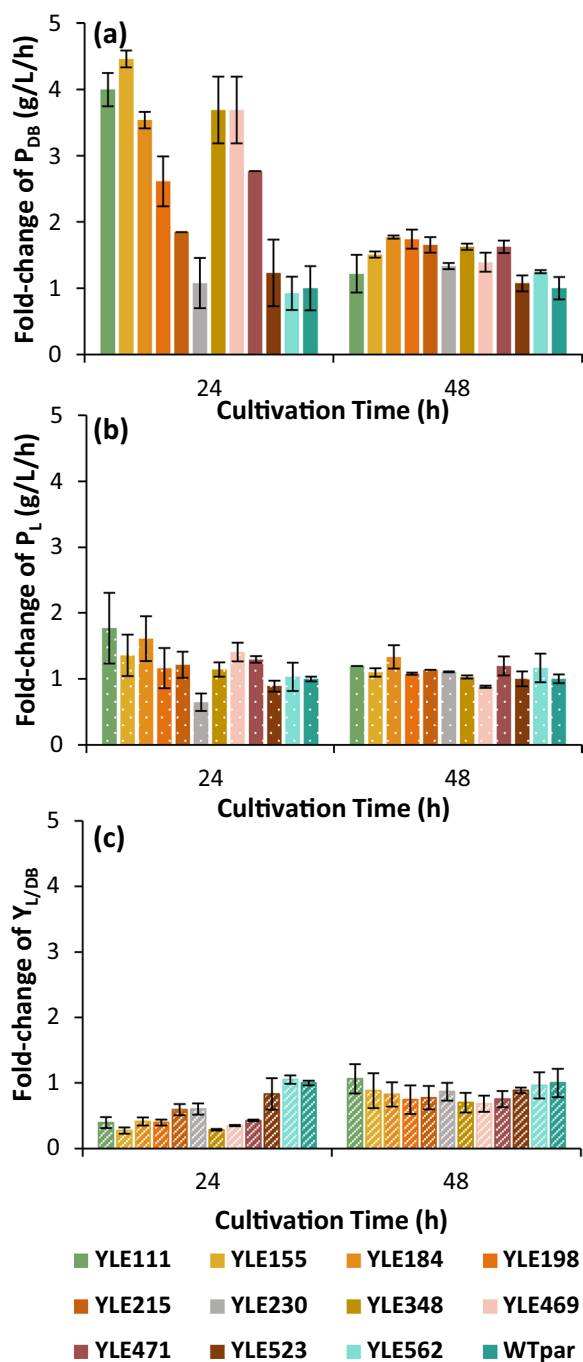 (a)
Fold-change of P_DB (g/L/h)
5
4
3
2
1
0
24 48
Cultivation Time (h)
(b)
Fold-change of P_L (g/L/h)
5
4
3
2
1
0
24 48
Cultivation Time (h)
(c)
Fold-change of Y_L/DB
5
4
3
2
1
0
24 48
Cultivation Time (h)
YLE111 YLE155 YLE184 YLE198
YLE215 YLE230 YLE348 YLE469
YLE471 YLE523 YLE562 WTpar